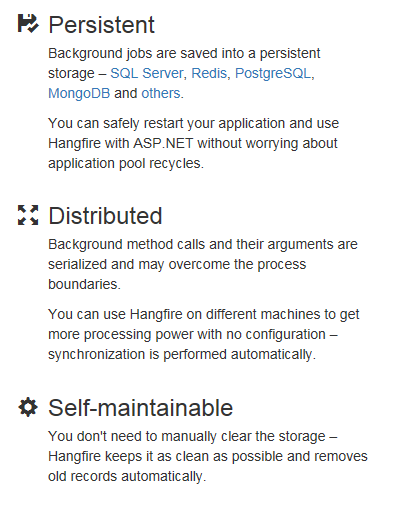 Persistent
Background jobs are saved into a persistent
storage – SQL Server, Redis, PostgreSQL,
MongoDB and others.
You can safely restart your application and use
Hangfire with ASP.NET without worrying about
application pool recycles.
Distributed
Background method calls and their arguments are
serialized and may overcome the process
boundaries.
You can use Hangfire on different machines to get
more processing power with no configuration –
synchronization is performed automatically.
Self-maintainable
You don't need to manually clear the storage –
Hangfire keeps it as clean as possible and removes
old records automatically.